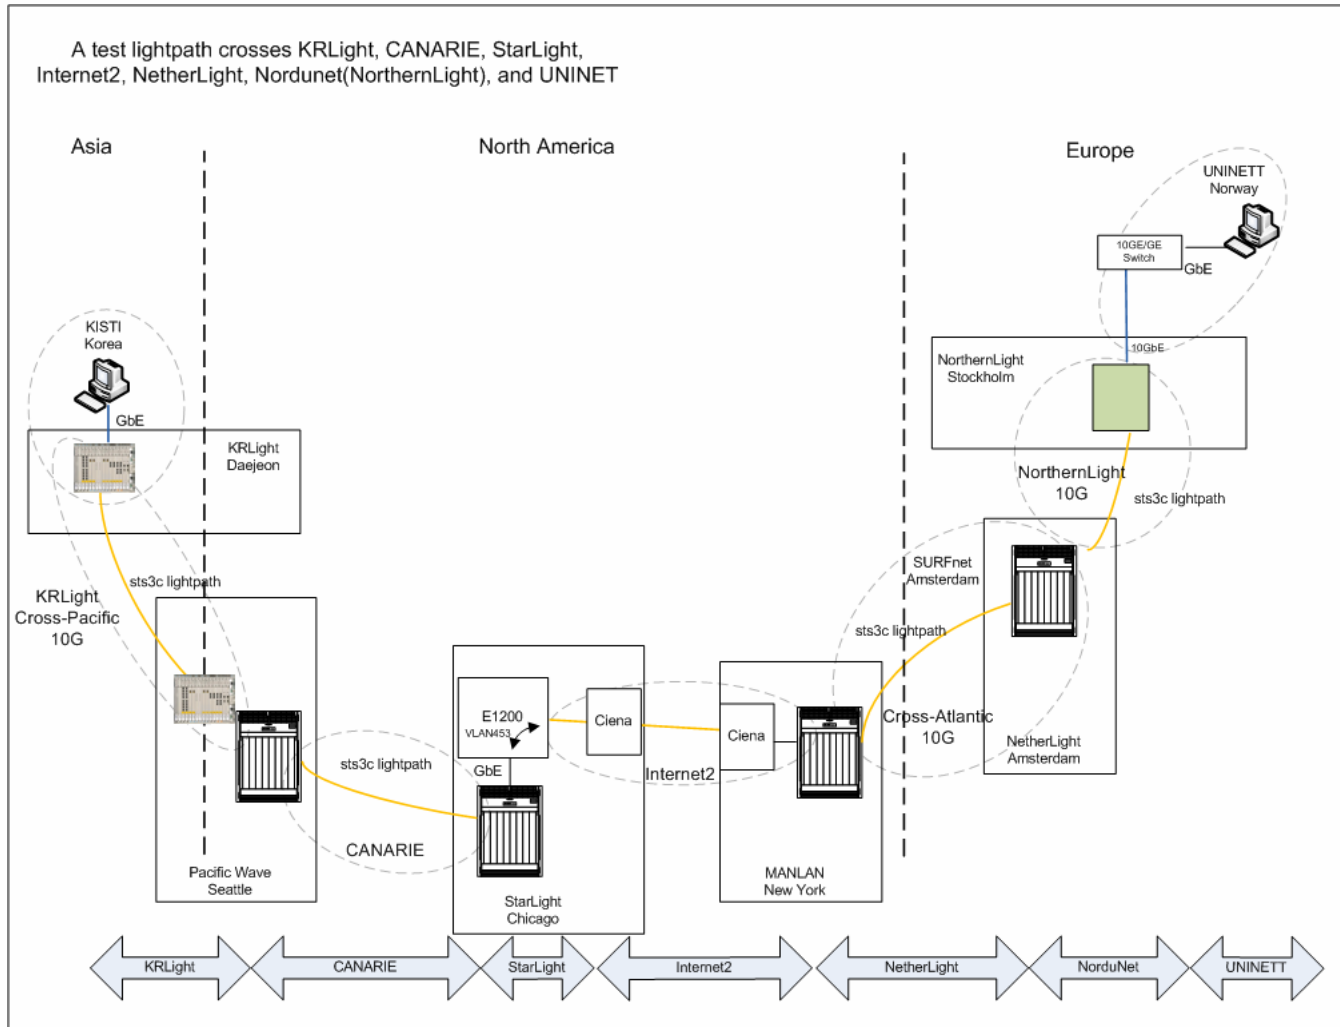 A test lightpath crosses KRLight, CANARIE, StarLight,
Internet2, NetherLight, Nordunet(NorthernLight), and UNINET
Asia
North America
Europe
UNINETT
Norway
10GE/GE
Switch
GbE
10GbE
NorthernLight
Stockholm
KISTI
Korea
GbE
KRLight
Daejeon
NorthernLight
10G
sts3c lightpath
sts3c lightpath
KRLight
Cross-Pacific
10G
SURFnet
Amsterdam
sts3c lightpath
E1200
VLAN453
Ciena
Ciena
Cross-Atlantic
10G
NetherLight
Amsterdam
sts3c lightpath
GbE
Internet2
CANARIE
Pacific Wave
Seattle
StarLight
Chicago
MANLAN
New York
KRLight
CANARIE
StarLight
Internet2
NetherLight
NorduNet
UNINETT